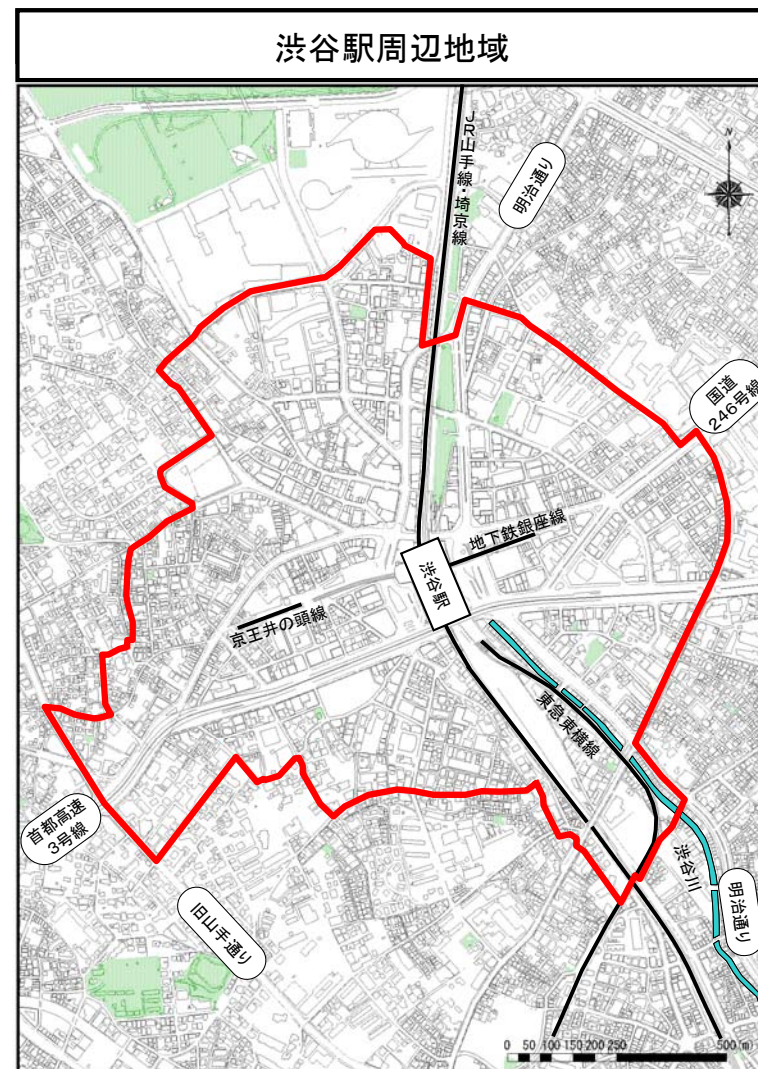 渋谷駅周辺地域
JR山手線・埼京線
明治通り
N
国道
246号線
地下鉄銀座線
渋谷駅
京王井の頭線
東急東横線
首都高速
3号線
渋谷川
明治通り
旧山手通り
0 50 100 150 200 250 500(m)